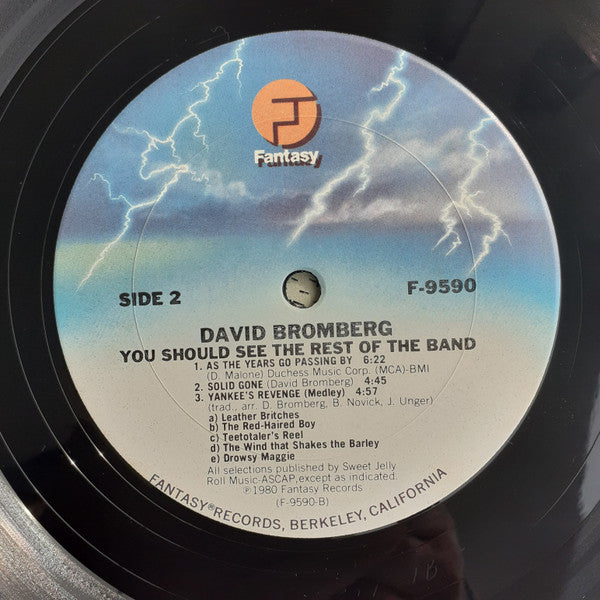 Fantasy
SIDE 2
F-9590
DAVID BROMBERG
YOU SHOULD SEE THE REST OF THE BAND
1. AS THE YEARS GO PASSING BY 6:22
(D. Malone) Duchess Music Corp. (MCA)-BMI
2. SOLID GONE (David Bromberg) 4:45
3. YANKEE'S REVENGE (Medley) 4:57
(trad., arr. D. Bromberg, B. Novick, J. Unger)
a) Leather Britches
b) The Red-Haired Boy
c) Teetotaler's Reel
d) The Wind that Shakes the Barley
e) Drowsy Maggie
All selections published by Sweet Jelly
Roll Music-ASCAP, except as indicated.
℗1980 Fantasy Records
(F-9590-B)
FANTASY® RECORDS, BERKELEY, CALIFORNIA